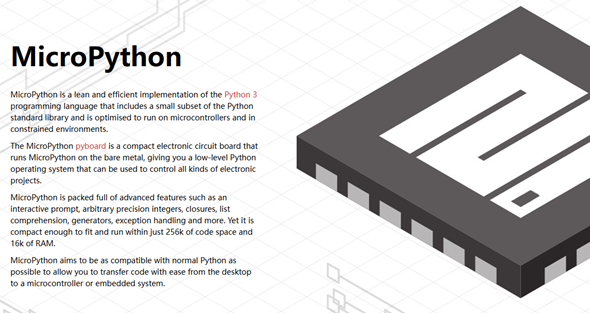 MicroPython
MicroPython is a lean and efficient implementation of the Python 3
programming language that includes a small subset of the Python
standard library and is optimised to run on microcontrollers and in
constrained environments.
The MicroPython pyboard is a compact electronic circuit board that
runs MicroPython on the bare metal, giving you a low-level Python
operating system that can be used to control all kinds of electronic
projects.
MicroPython is packed full of advanced features such as an
interactive prompt, arbitrary precision integers, closures, list
comprehension, generators, exception handling and more. Yet it is
compact enough to fit and run within just 256k of code space and
16k of RAM.
MicroPython aims to be as compatible with normal Python as
possible to allow you to transfer code with ease from the desktop
to a microcontroller or embedded system.